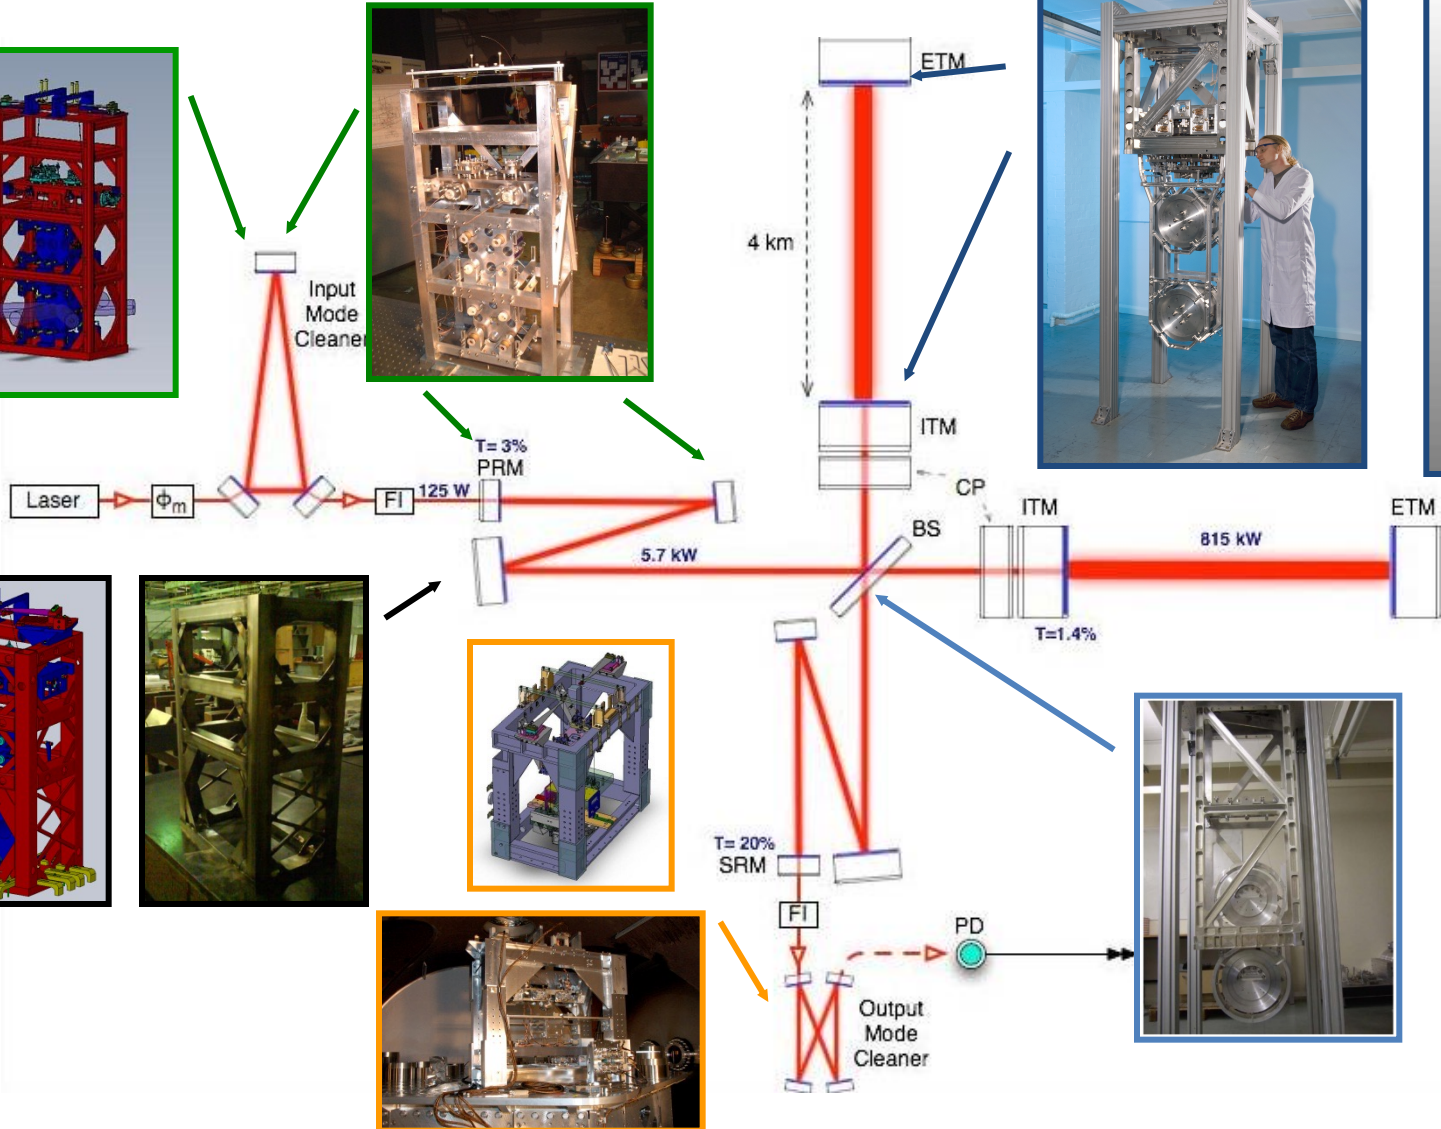 ETM
4 km
Input
Mode
Cleaner
ITM
T= 3%
PRM
CP
ITM
ETM
Laser
ϕm
FI
125 W
BS
5.7 kW
815 kW
T=1.4%
T= 20%
SRM
FI
PD
Output
Mode
Cleaner